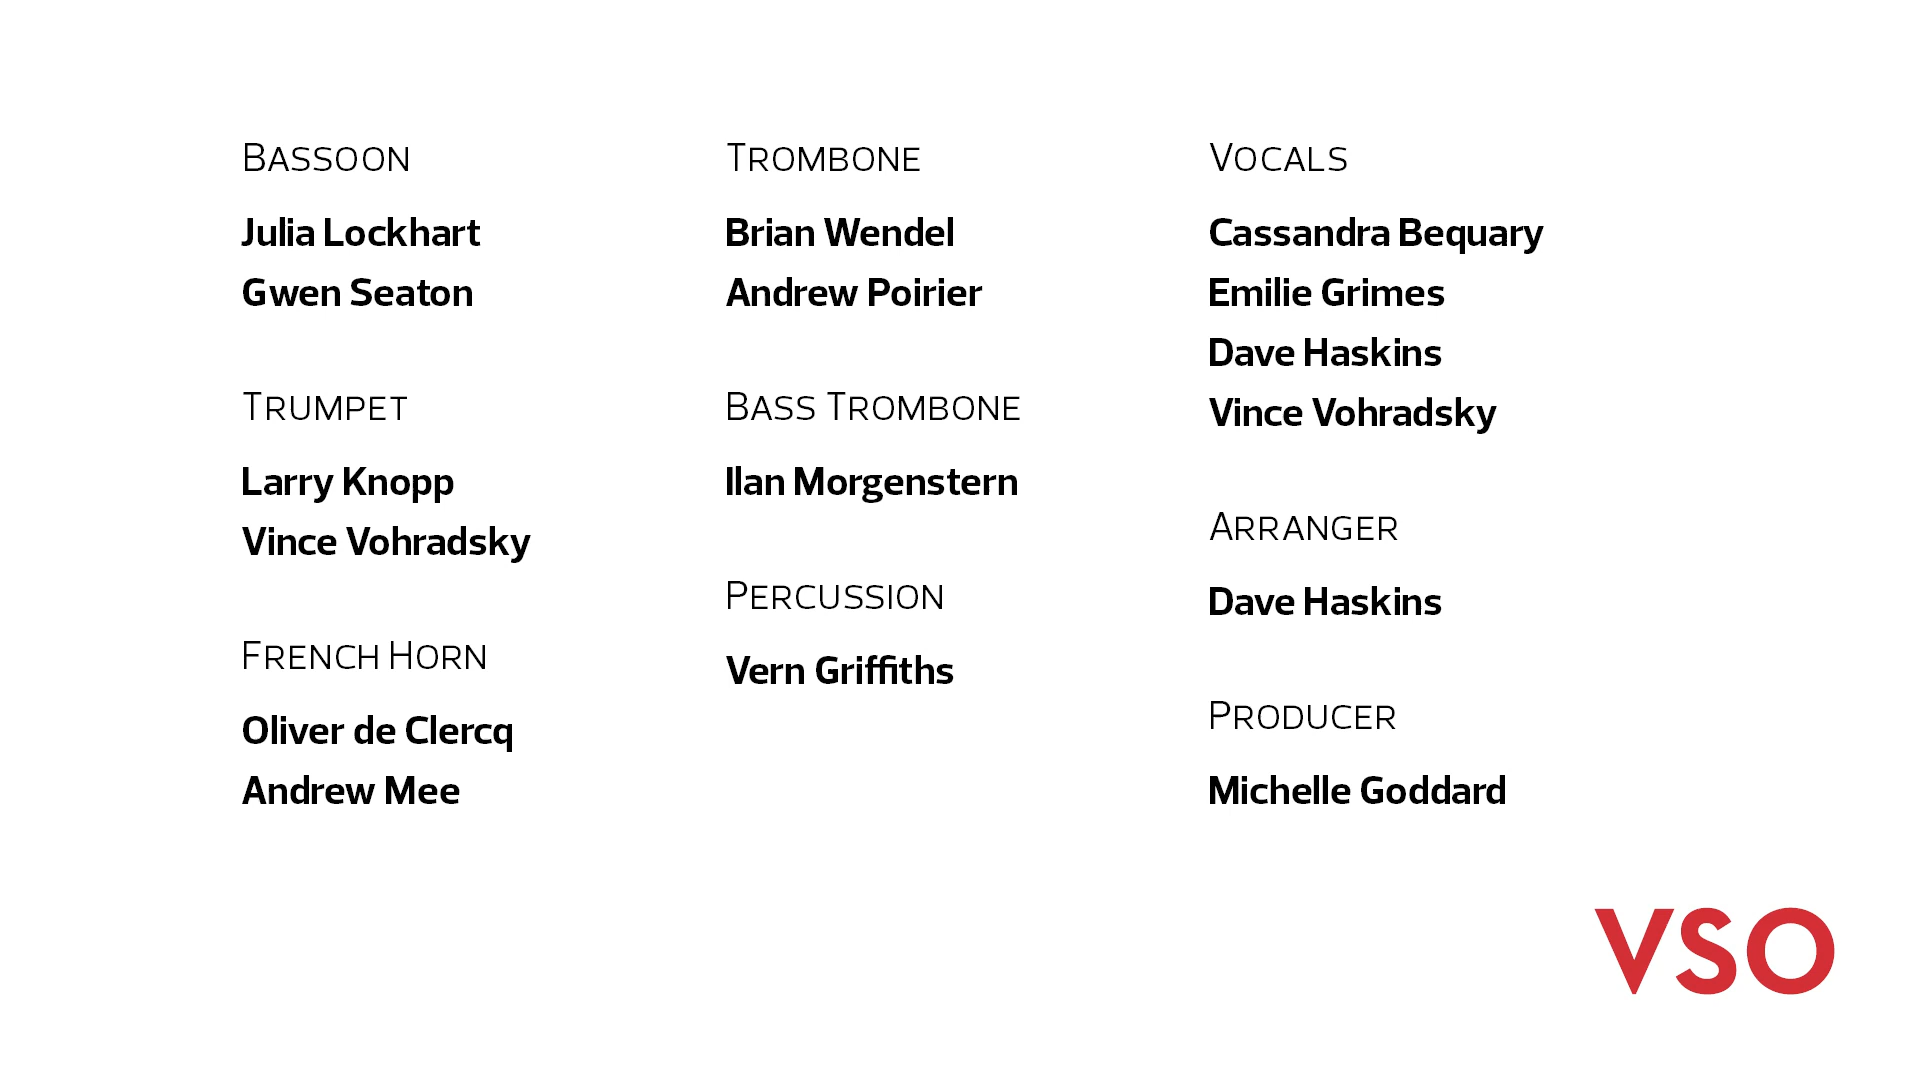 Bassoon
Julia Lockhart
Gwen Seaton
Trumpet
Larry Knopp
Vince Vohradsky
French Horn
Oliver de Clercq
Andrew Mee
Trombone
Brian Wendel
Andrew Poirier
Bass Trombone
Ilan Morgenstern
Percussion
Vern Griffiths
Vocals
Cassandra Bequary
Emilie Grimes
Dave Haskins
Vince Vohradsky
Arranger
Dave Haskins
Producer
Michelle Goddard
VSO